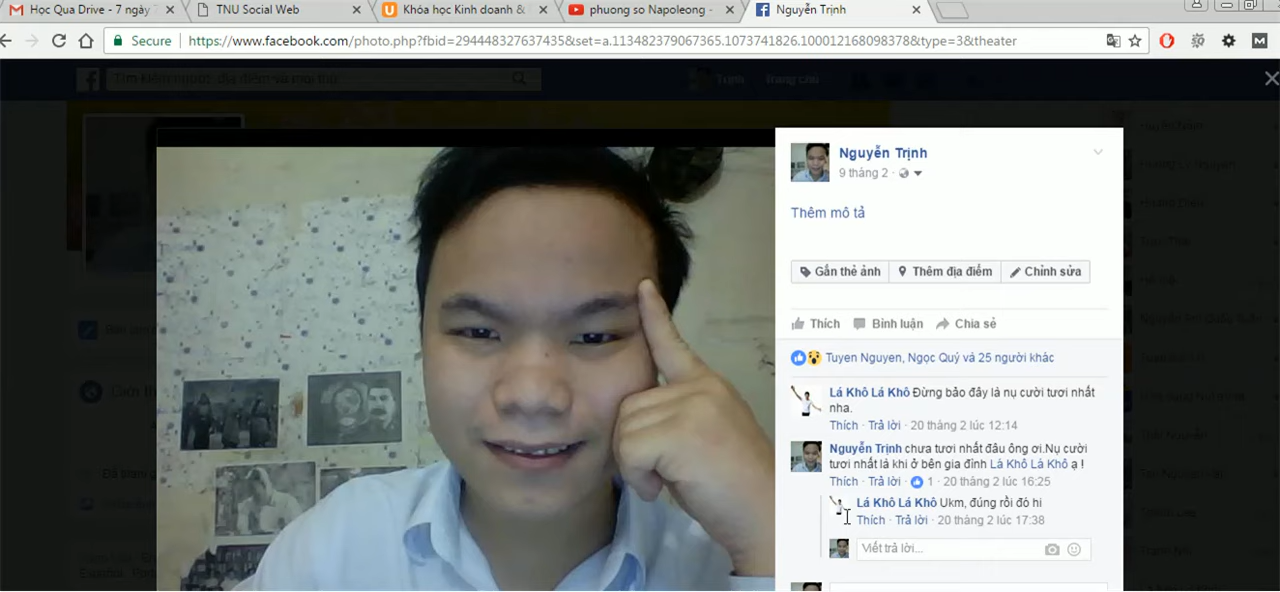 Học Qua Drive - 7 ngày
TNU Social Web
Khóa học Kinh doanh &
phuong so Napoleong -
Nguyễn Trịnh
Secure
https://www.facebook.com/photo.php?fbid=294448327637435&set=a.113482379067365.1073741826.100012168098378&type=3&theater
Trịnh
Trang chủ
Nguyễn Trịnh
9 tháng 2
Thêm mô tả
Gắn thẻ ảnh
Thêm địa điểm
Chỉnh sửa
Thích
Bình luận
Chia sẻ
Tuyen Nguyen, Ngọc Quý và 25 người khác
Lá Khô Lá Khô Đừng bảo đây là nụ cười tươi nhất
nha.
Thích · Trả lời · 20 tháng 2 lúc 12:14
Nguyễn Trịnh chưa tươi nhất đâu ông ơi.Nụ cười
tươi nhất là khi ở bên gia đình Lá Khô Lá Khô ạ !
Thích · Trả lời · 1 · 20 tháng 2 lúc 16:25
Lá Khô Lá Khô Ukm, đúng rồi đó hi
Thích · Trả lời · 20 tháng 2 lúc 17:38
Viết trả lời...